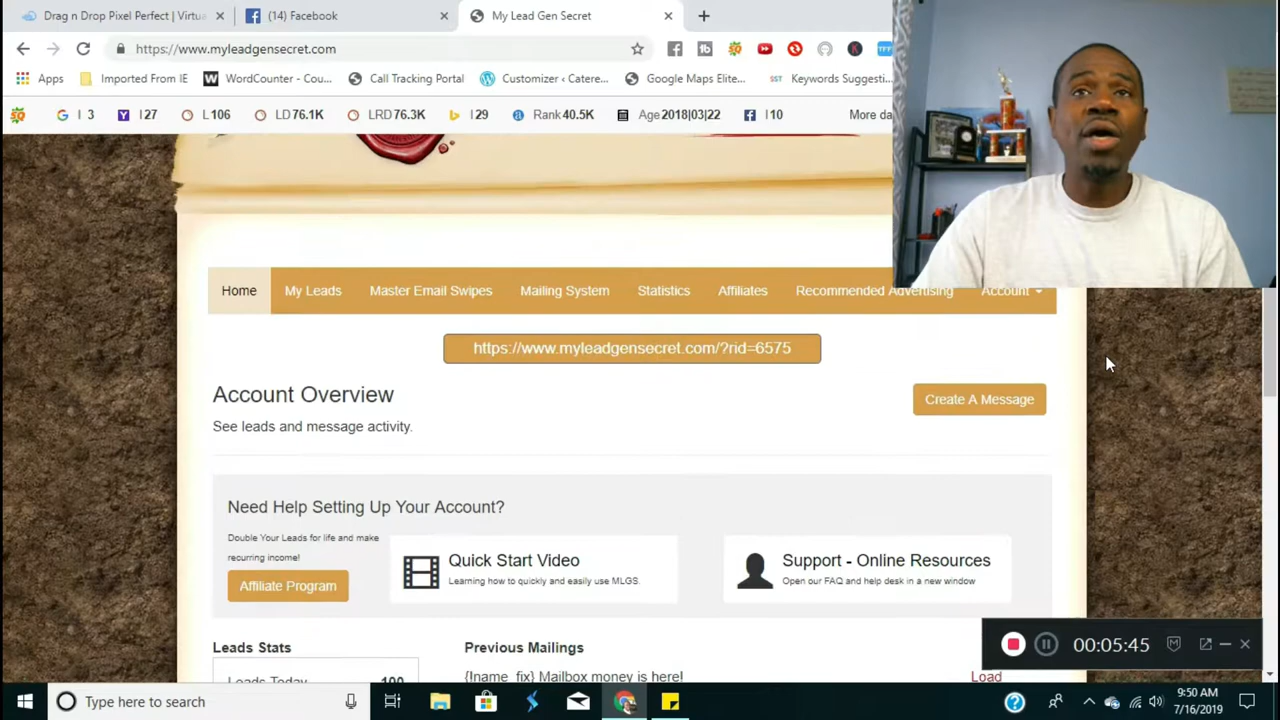 Drag n Drop Pixel Perfect | Virtu
(14) Facebook
My Lead Gen Secret
https://www.myleadgensecret.com
Apps
Imported From IE
WordCounter - Cou...
Call Tracking Portal
Customizer ‹ Catere...
Google Maps Elite...
Keywords Suggesti...
I 3
I 27
L 106
LD 76.1K
LRD 76.3K
I 29
Rank 40.5K
Age 2018|03|22
I 10
More da
Home
My Leads
Master Email Swipes
Mailing System
Statistics
Affiliates
Recommended Advertising
Account
https://www.myleadgensecret.com/?rid=6575
Account Overview
Create A Message
See leads and message activity.
Need Help Setting Up Your Account?
Double Your Leads for life and make
recurring income!
Affiliate Program
Quick Start Video
Learning how to quickly and easily use MLGS.
Support - Online Resources
Open our FAQ and help desk in a new window
Leads Stats
Leads Today
100
Previous Mailings
{!name_fix} Mailbox money is here!
Load
00:05:45
Type here to search
9:50 AM
7/16/2019